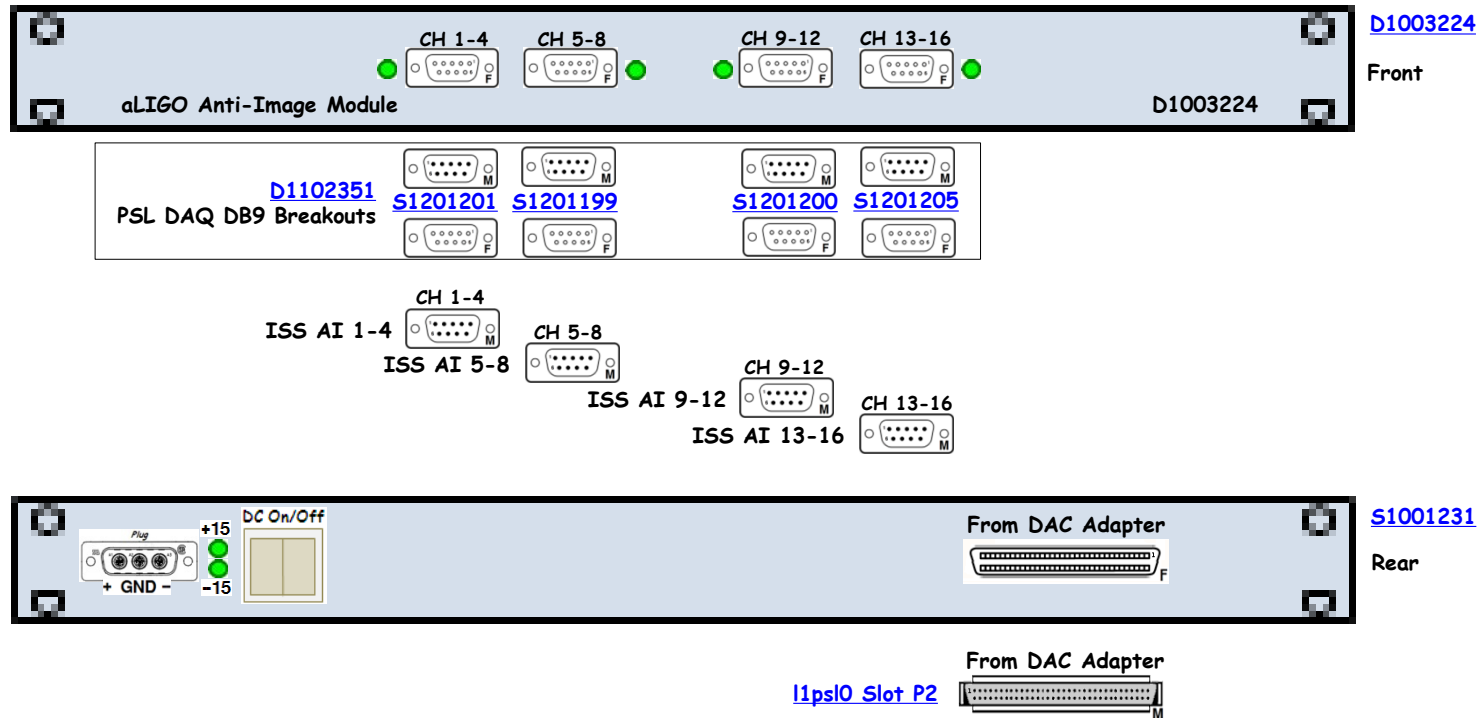 D1003224
Front
CH 1-4 CH 5-8 CH 9-12 CH 13-16
F F F F
aLIGO Anti-Image Module D1003224
M M M M
D1102351
PSL DAQ DB9 Breakouts
S1201201 S1201199 S1201200 S1201205
F F F F
CH 1-4
ISS AI 1-4 M
CH 5-8
ISS AI 5-8 M
CH 9-12
ISS AI 9-12 M
CH 13-16
ISS AI 13-16 M
S1001231
Rear
DC On/Off
Plug
+15
-15
+ GND -
From DAC Adapter
1
F
From DAC Adapter
l1psl0 Slot P2
M